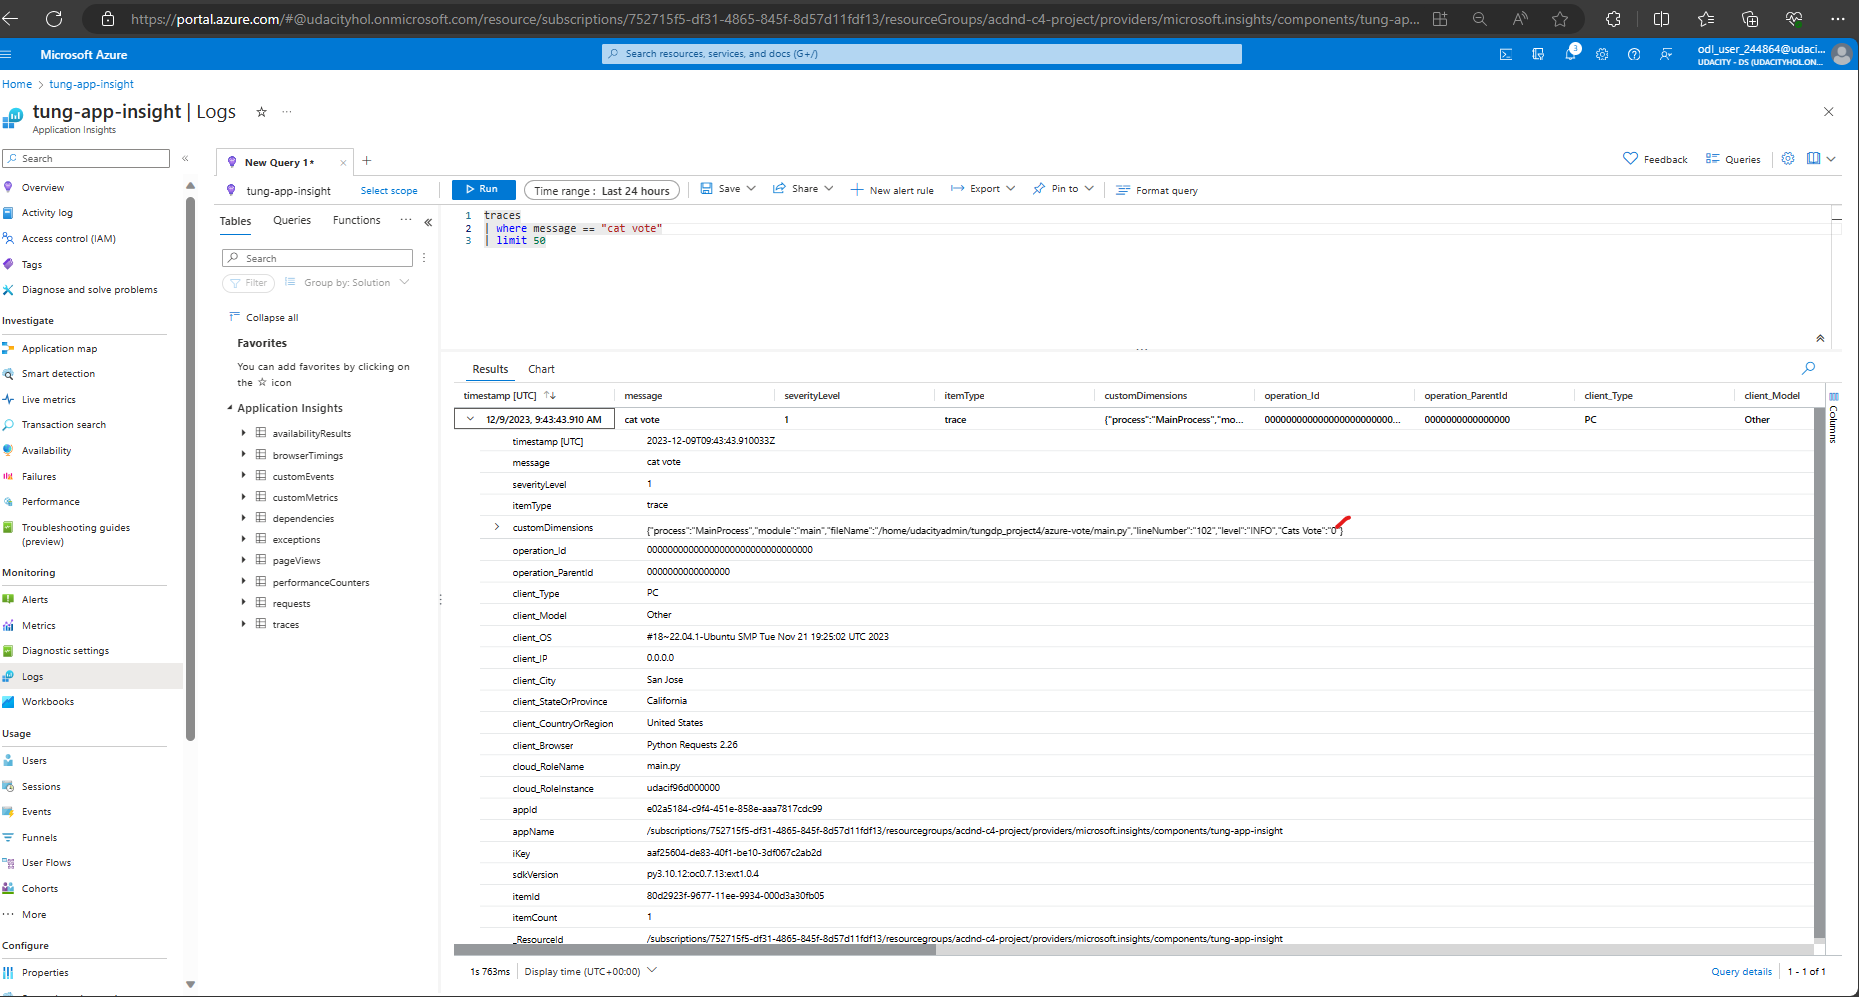 https://portal.azure.com/#@udacityhol.onmicrosoft.com/resource/subscriptions/752715f5-df31-4865-845f-8d57d11fdf13/resourceGroups/acdnd-c4-project/providers/microsoft.insights/components/tung-ap...
Microsoft Azure
Search resources, services, and docs (G+/)
3
odl_user_244864@udaci...
UDACITY - DS (UDACITYHOL.ON...
Home > tung-app-insight
tung-app-insight | Logs
Application Insights
Search
Overview
Activity log
Access control (IAM)
Tags
Diagnose and solve problems
Investigate
Application map
Smart detection
Live metrics
Transaction search
Availability
Failures
Performance
Troubleshooting guides
(preview)
Monitoring
Alerts
Metrics
Diagnostic settings
Logs
Workbooks
Usage
Users
Sessions
Events
Funnels
User Flows
Cohorts
More
Configure
Properties
New Query 1*
Feedback
Queries
tung-app-insight
Select scope
Run
Time range : Last 24 hours
Save
Share
New alert rule
Export
Pin to
Format query
Tables
Queries
Functions
Search
Filter
Group by: Solution
Collapse all
Favorites
You can add favorites by clicking on
the ☆ icon
Application Insights
availabilityResults
browserTimings
customEvents
customMetrics
dependencies
exceptions
pageViews
performanceCounters
requests
traces
1 traces
2 | where message == "cat vote"
3 | limit 50
Results
Chart
timestamp [UTC] message severityLevel itemType customDimensions operation_Id operation_ParentId client_Type client_Model
12/9/2023, 9:43:43.910 AM cat vote 1 trace {"process":"MainProcess","mo... 000000000000000000000000... 0000000000000000 PC Other
timestamp [UTC] 2023-12-09T09:43:43.910033Z
message cat vote
severityLevel 1
itemType trace
customDimensions {"process":"MainProcess","module":"main","fileName":"/home/udacityadmin/tungdp_project4/azure-vote/main.py","lineNumber":"102","level":"INFO","Cats Vote":"0"}
operation_Id 00000000000000000000000000000000
operation_ParentId 0000000000000000
client_Type PC
client_Model Other
client_OS #18~22.04.1-Ubuntu SMP Tue Nov 21 19:25:02 UTC 2023
client_IP 0.0.0.0
client_City San Jose
client_StateOrProvince California
client_CountryOrRegion United States
client_Browser Python Requests 2.26
cloud_RoleName main.py
cloud_RoleInstance udacif96d000000
appId e02a5184-c9f4-451e-858e-aaa7817cdc99
appName /subscriptions/752715f5-df31-4865-845f-8d57d11fdf13/resourcegroups/acdnd-c4-project/providers/microsoft.insights/components/tung-app-insight
iKey aaf25604-de83-40f1-be10-3df067c2ab2d
sdkVersion py3.10.12:oc0.7.13:ext1.0.4
itemId 80d2923f-9677-11ee-9934-000d3a30fb05
itemCount 1
_ResourceId /subscriptions/752715f5-df31-4865-845f-8d57d11fdf13/resourcegroups/acdnd-c4-project/providers/microsoft.insights/components/tung-app-insight
Columns
1s 763ms
Display time (UTC+00:00)
Query details
1 - 1 of 1